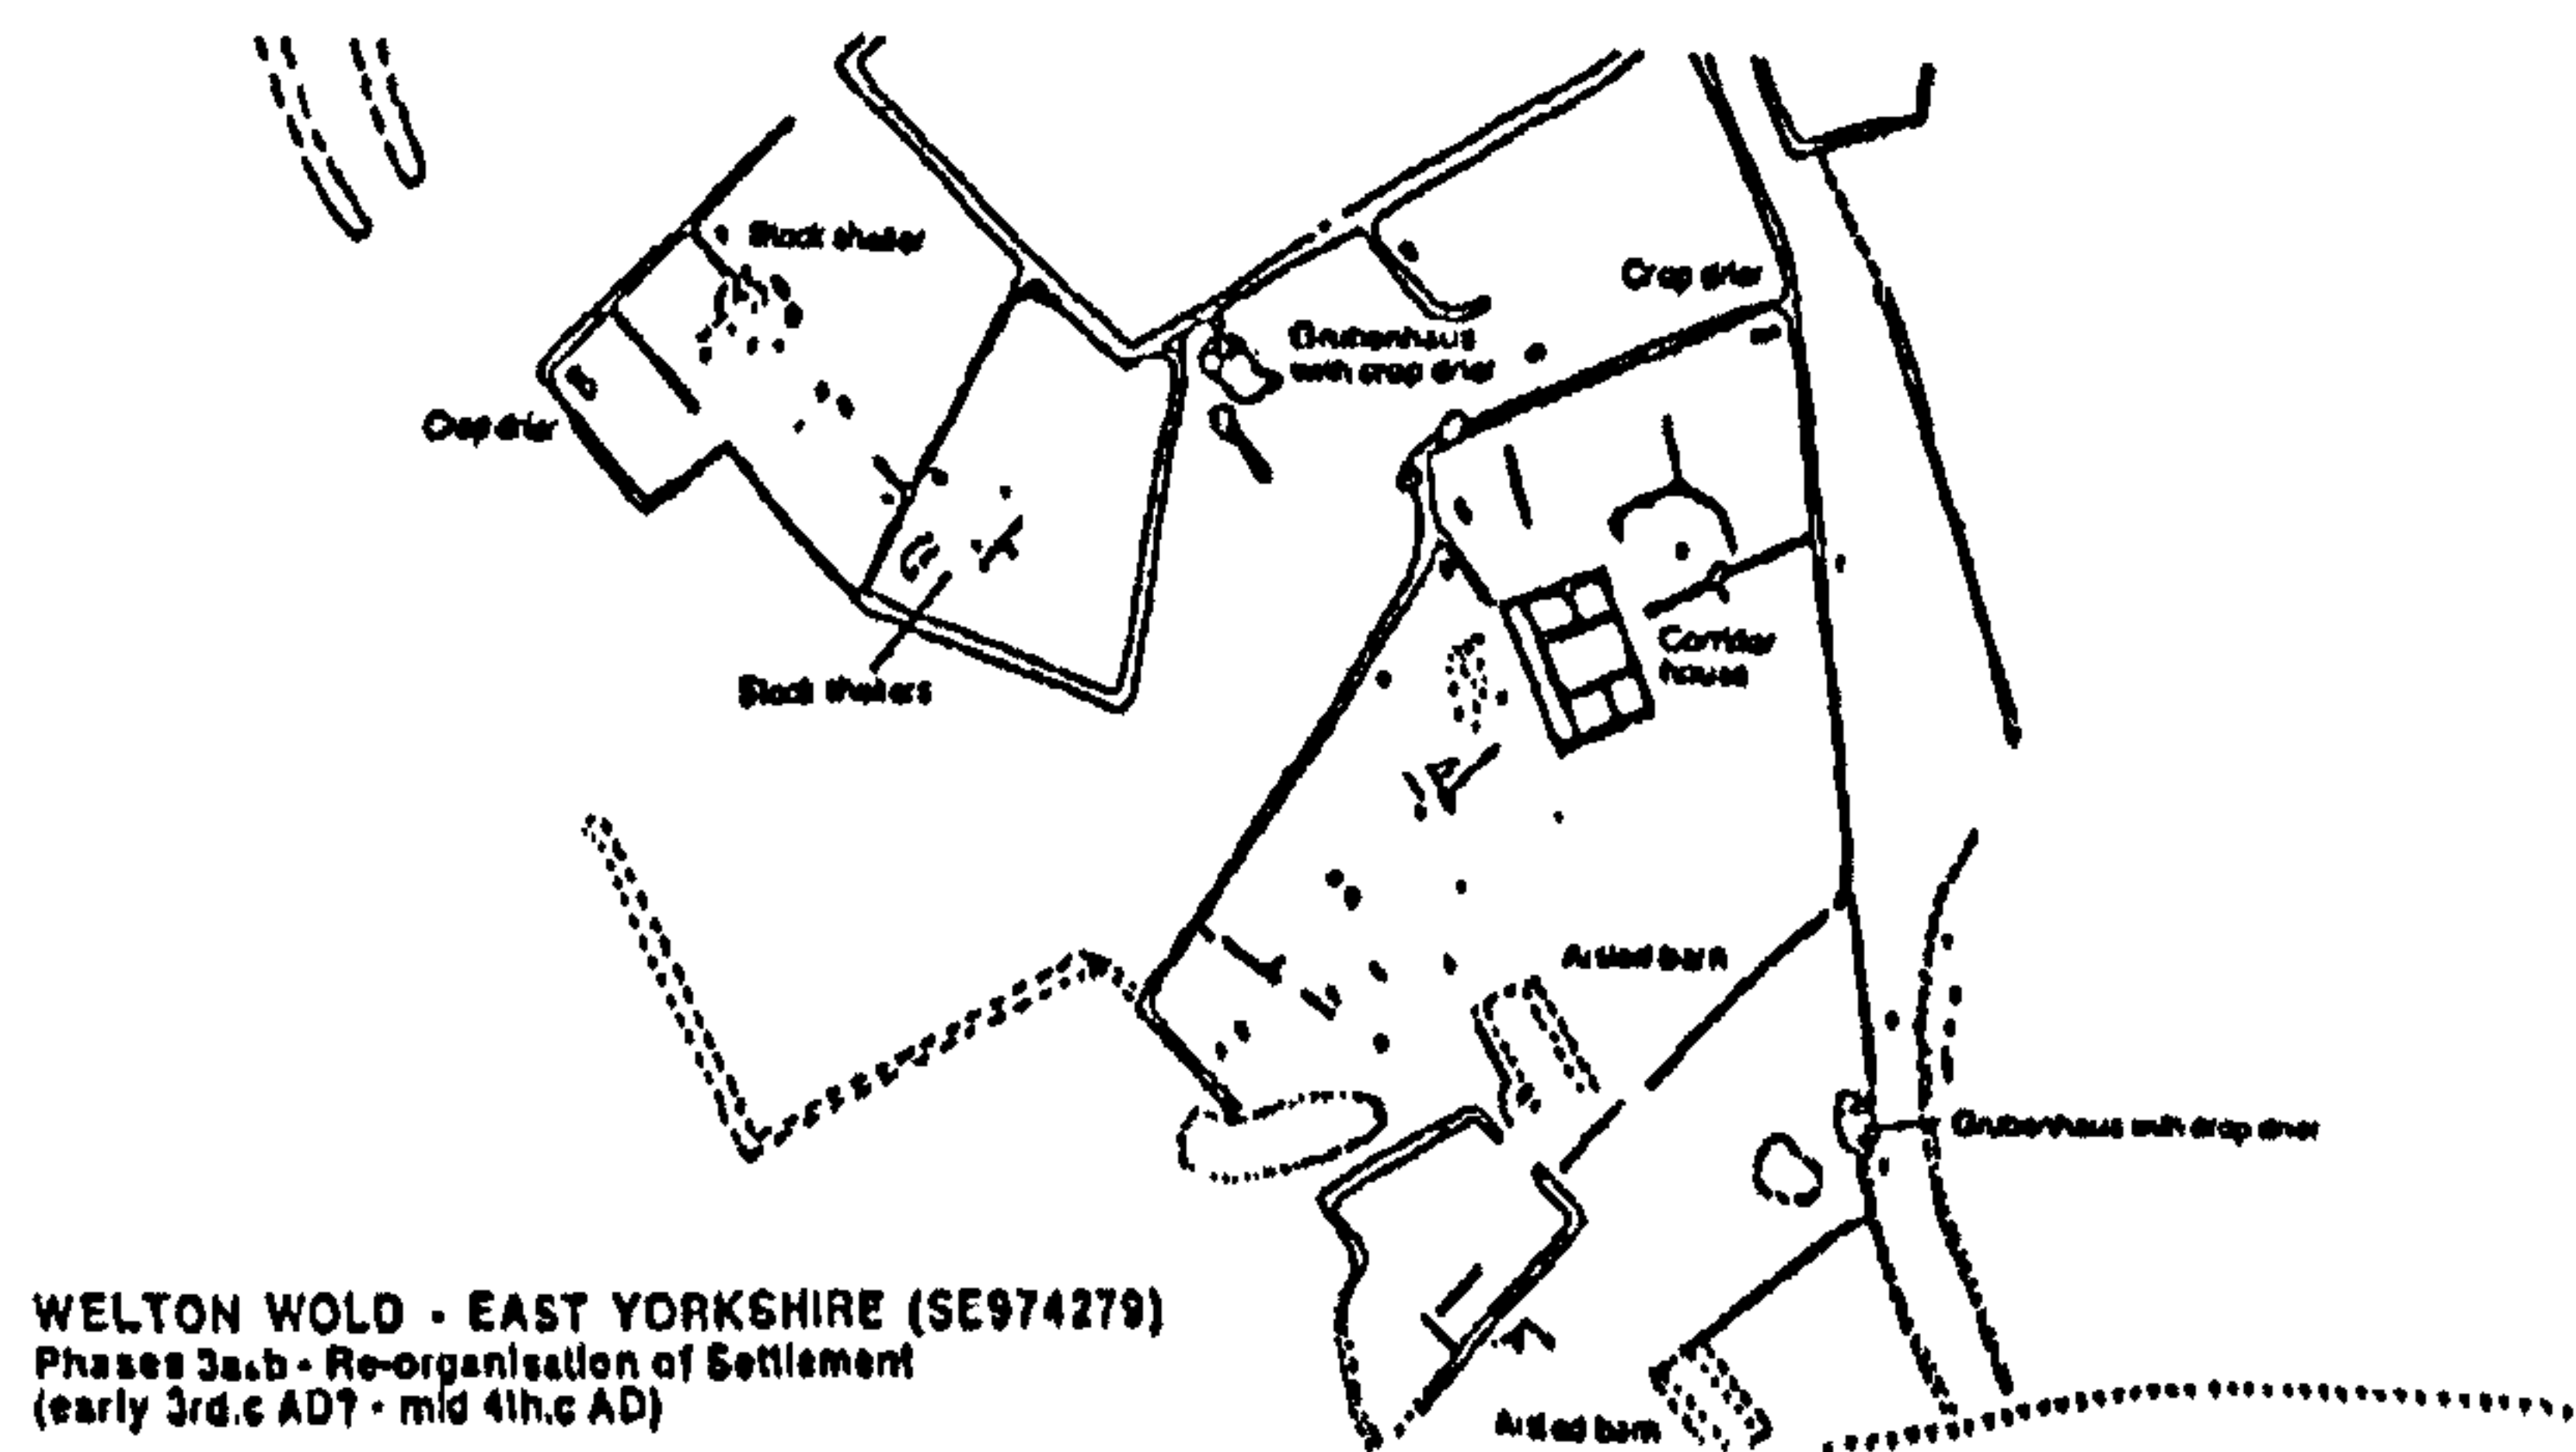 Stock shelter
Crop drier
Grubenhaus
with crop drier
Crop drier
Corridor
house
Stock shelters
Aisled barn
Grubenhaus with crop drier
WELTON WOLD - EAST YORKSHIRE (SE974279)
Phases 3a&b - Re-organisation of Settlement
(early 3rd.c AD? - mid 4th.c AD)
Aisled barn